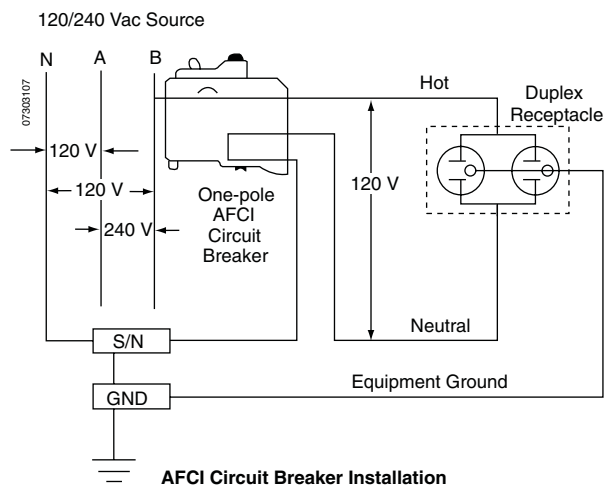 120/240 Vac Source
N
A
B
07303107
Hot
Duplex
Receptacle
120 V
120 V
240 V
One-pole
AFCI
Circuit
Breaker
120 V
Neutral
S/N
Equipment Ground
GND
AFCI Circuit Breaker Installation